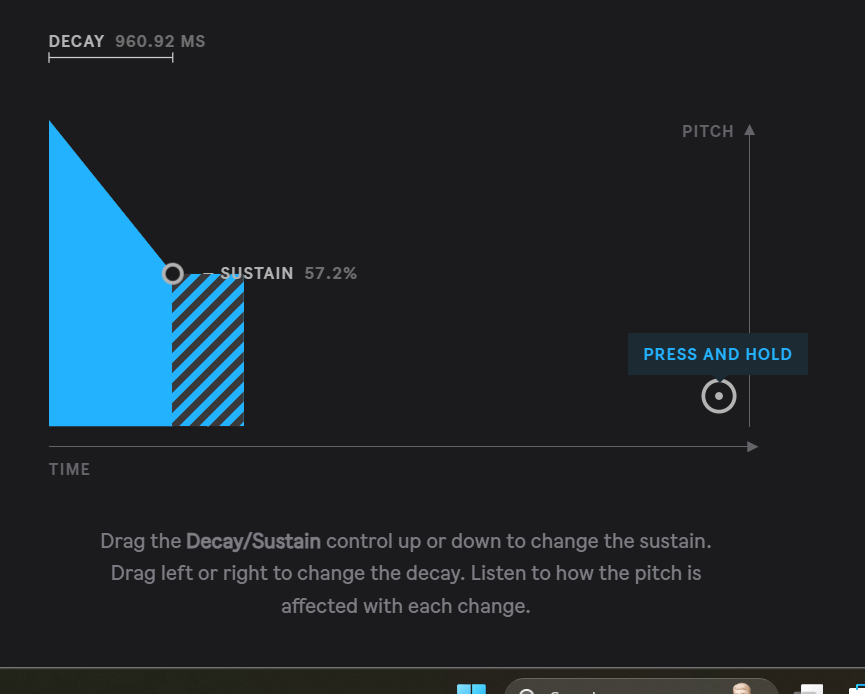 DECAY 960.92 MS
PITCH
SUSTAIN 57.2%
PRESS AND HOLD
TIME
Drag the Decay/Sustain control up or down to change the sustain.
Drag left or right to change the decay. Listen to how the pitch is
affected with each change.